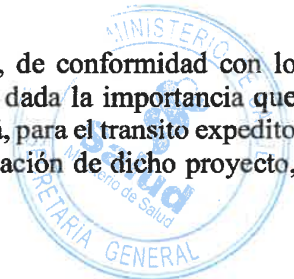 , de conformidad con lo
dada la importancia que
, para el transito expedito
ación de dicho proyecto,
MINISTERIO DE
Ministerio de Salud
Salud
SECRETARÍA GENERAL